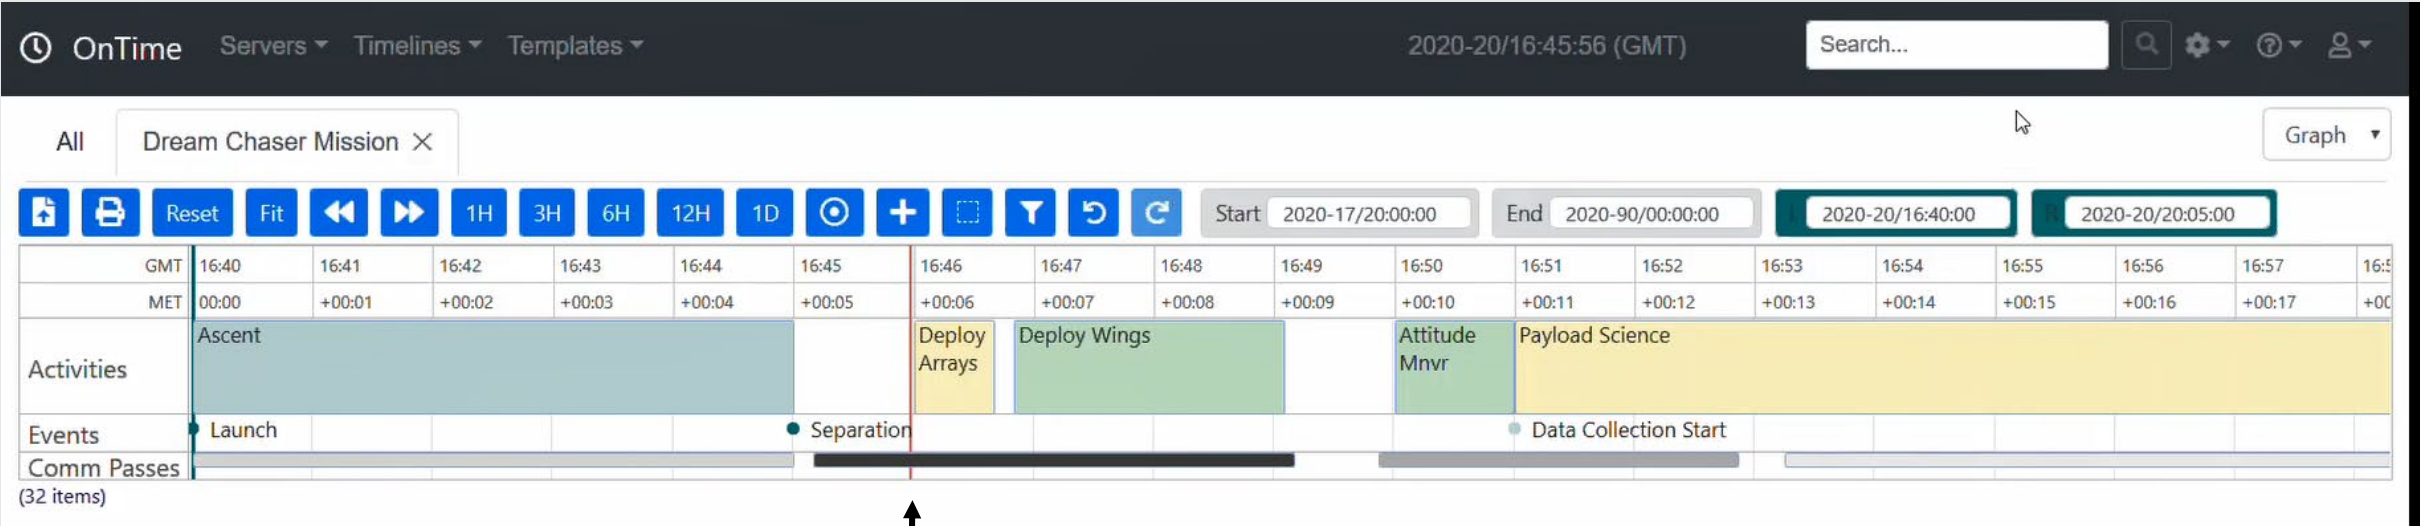 OnTime Servers Timelines Templates 2020-20/16:45:56 (GMT) Search...
All Dream Chaser Mission Graph
Reset Fit 1H 3H 6H 12H 1D Start 2020-17/20:00:00 End 2020-90/00:00:00 2020-20/16:40:00 2020-20/20:05:00
GMT 16:40 16:41 16:42 16:43 16:44 16:45 16:46 16:47 16:48 16:49 16:50 16:51 16:52 16:53 16:54 16:55 16:56 16:57
MET 00:00 +00:01 +00:02 +00:03 +00:04 +00:05 +00:06 +00:07 +00:08 +00:09 +00:10 +00:11 +00:12 +00:13 +00:14 +00:15 +00:16 +00:17
Activities Ascent Deploy Arrays Deploy Wings Attitude Mnvr Payload Science
Events Launch Separation Data Collection Start
Comm Passes
(32 items)